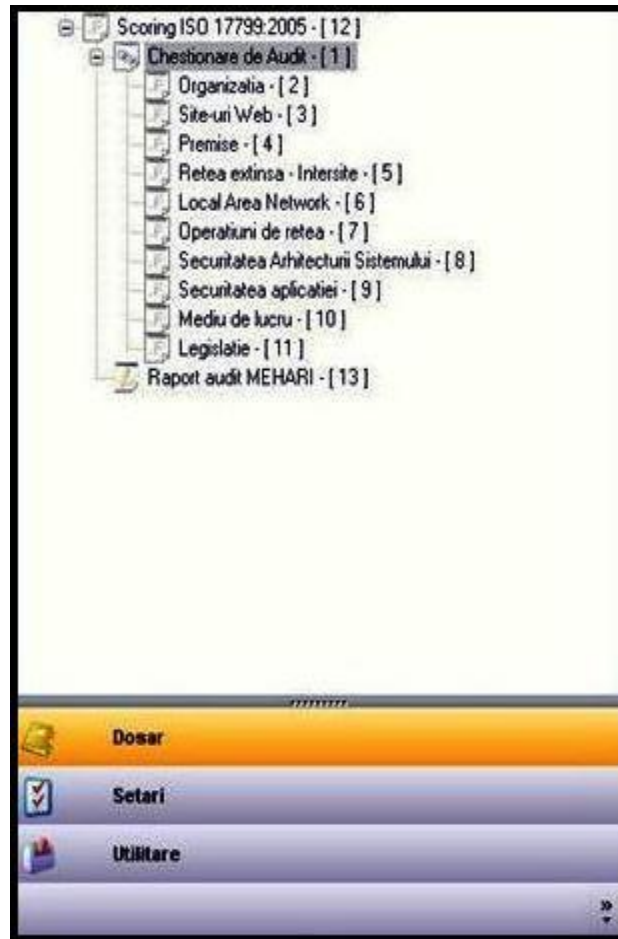 Scoring ISO 17799:2005 - [ 12 ]
Chestionare de Audit - [ 1 ]
Organizatia - [ 2 ]
Site-uri Web - [ 3 ]
Premise - [ 4 ]
Retea extinsa - Intersite - [ 5 ]
Local Area Network - [ 6 ]
Operatiuni de retea - [ 7 ]
Securitatea Arhitecturii Sistemului - [ 8 ]
Securitatea aplicatiei - [ 9 ]
Mediu de lucru - [ 10 ]
Legislatie - [ 11 ]
Raport audit MEHARI - [ 13 ]
Dosar
Setari
Utilitare